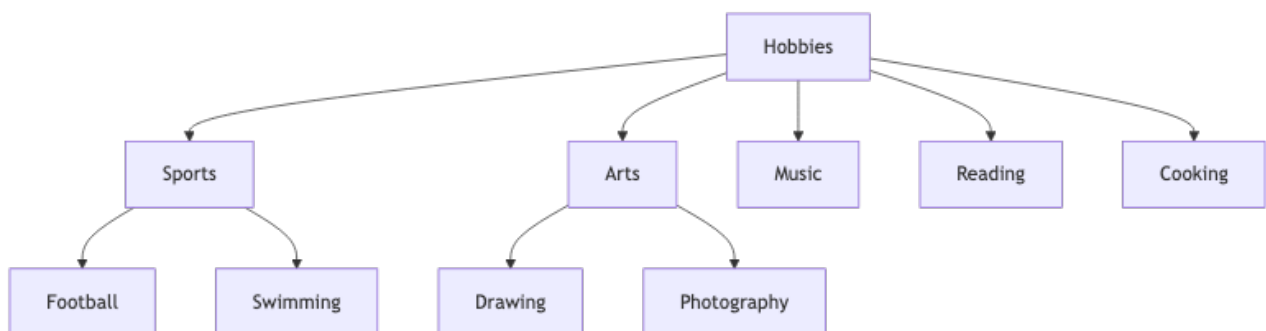 Hobbies
Sports
Arts
Music
Reading
Cooking
Football
Swimming
Drawing
Photography